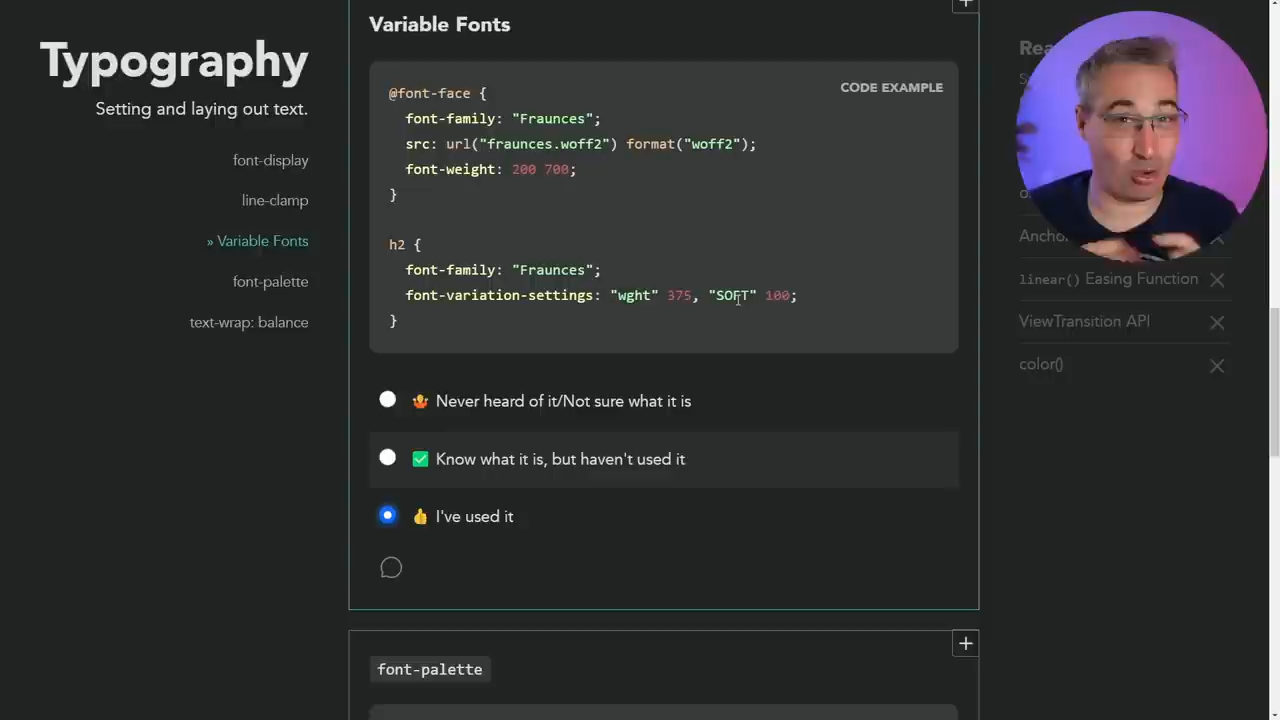 Typography
Setting and laying out text.
font-display
line-clamp
» Variable Fonts
font-palette
text-wrap: balance
Variable Fonts
CODE EXAMPLE
@font-face {
font-family: "Fraunces";
src: url("fraunces.woff2") format("woff2");
font-weight: 200 700;
}
h2 {
font-family: "Fraunces";
font-variation-settings: "wght" 375, "SOFT" 100;
}
Never heard of it/Not sure what it is
Know what it is, but haven't used it
I've used it
font-palette
linear() Easing Function
ViewTransition API
color()